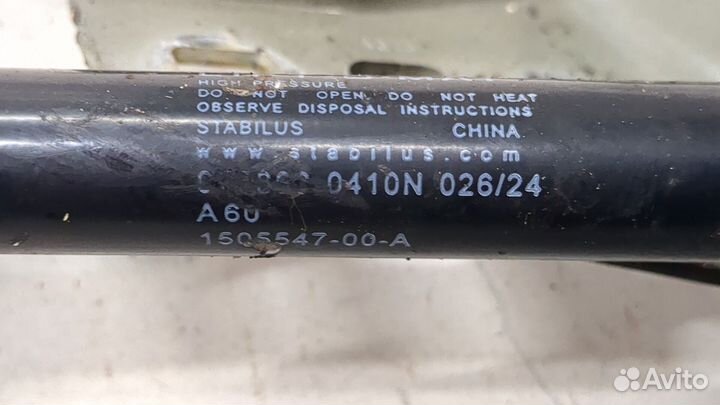 HIGH PRESSURE
DO NOT OPEN, DO NOT HEAT
OBSERVE DISPOSAL INSTRUCTIONS
STABILUS CHINA
www.stabilus.com
0410N 026/24
A60
1505547-00-A
Avito